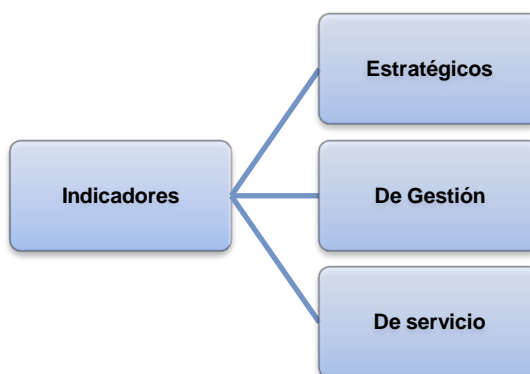 Estratégicos
Indicadores
De Gestión
De servicio